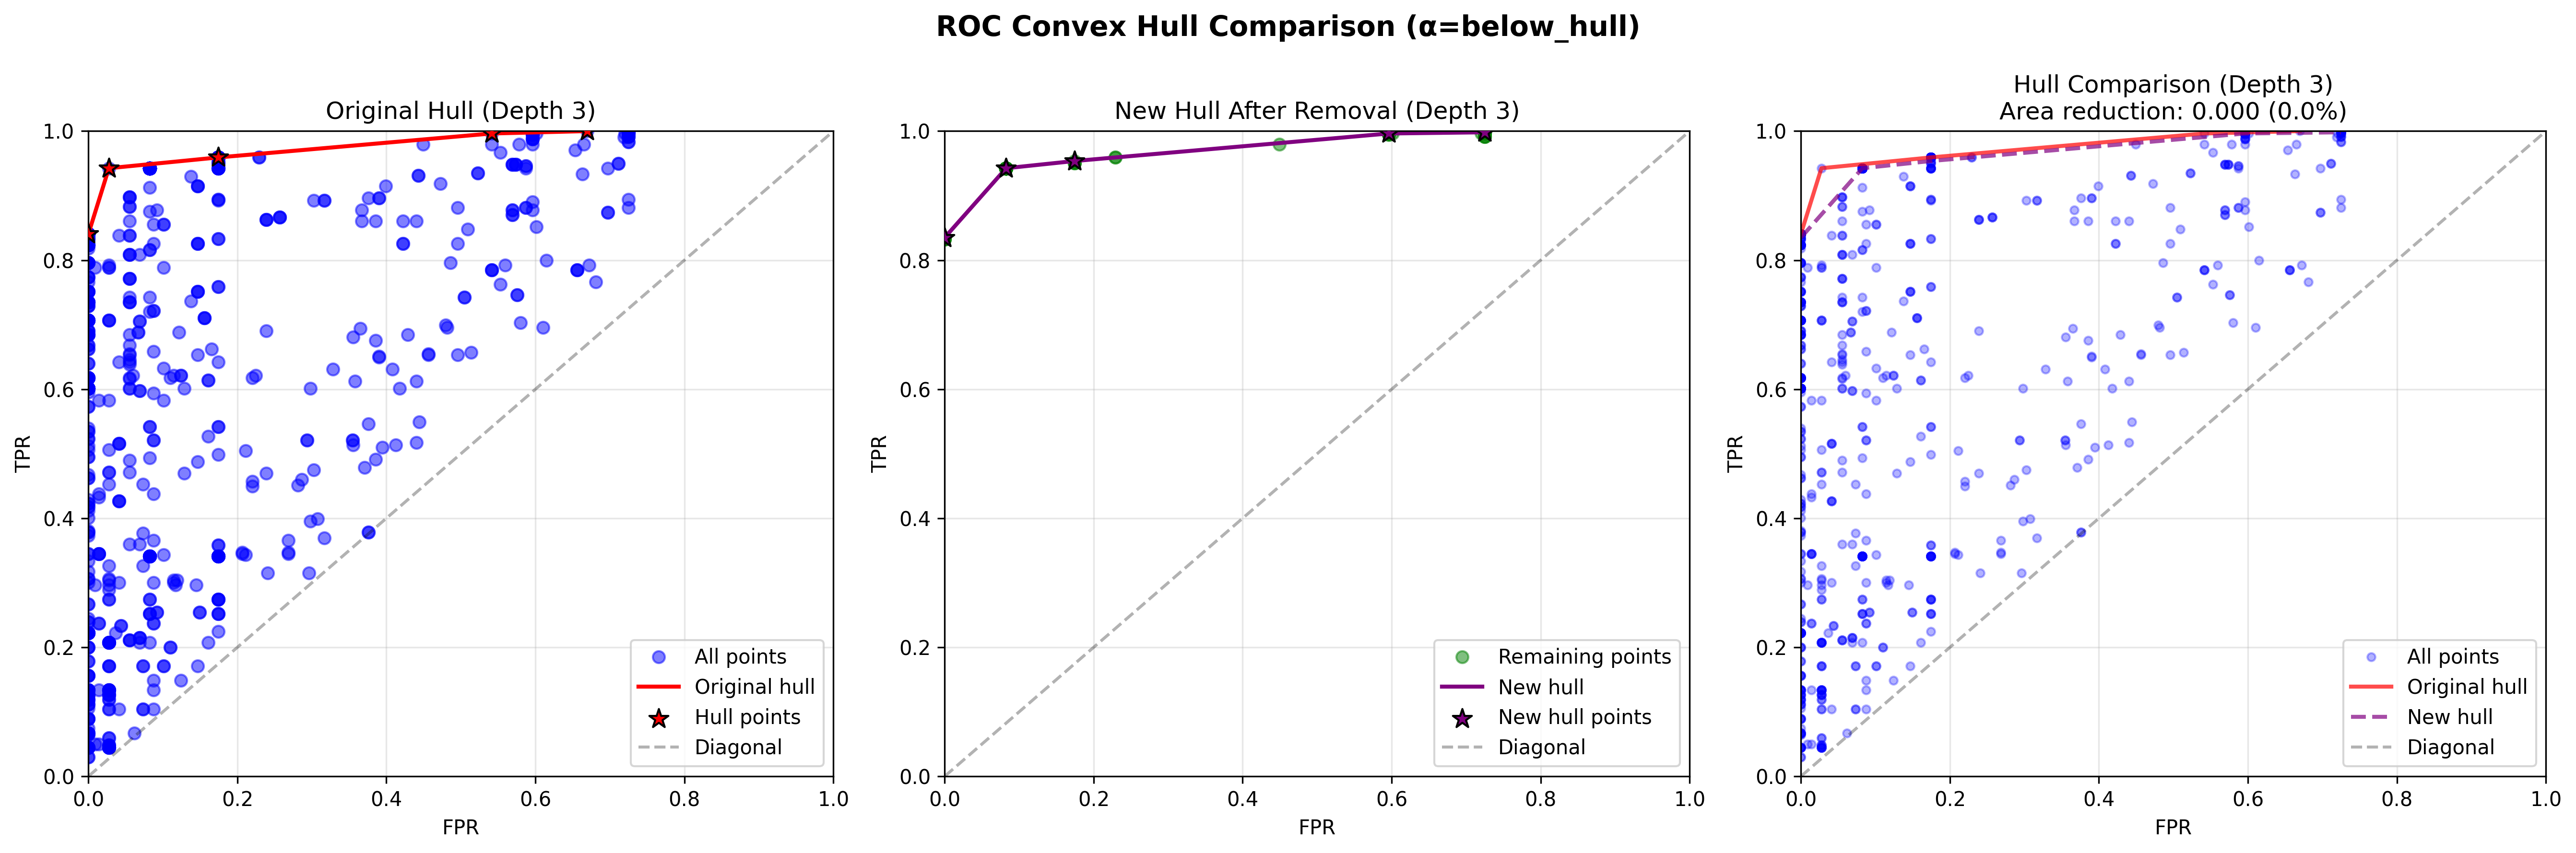 ROC Convex Hull Comparison (α=below_hull)
Original Hull (Depth 3)
TPR
1.0
0.8
0.6
0.4
0.2
0.0
0.0 0.2 0.4 0.6 0.8 1.0
FPR
All points
Original hull
Hull points
Diagonal
New Hull After Removal (Depth 3)
TPR
1.0
0.8
0.6
0.4
0.2
0.0
0.0 0.2 0.4 0.6 0.8 1.0
FPR
Remaining points
New hull
New hull points
Diagonal
Hull Comparison (Depth 3)
Area reduction: 0.000 (0.0%)
TPR
1.0
0.8
0.6
0.4
0.2
0.0
0.0 0.2 0.4 0.6 0.8 1.0
FPR
All points
Original hull
New hull
Diagonal